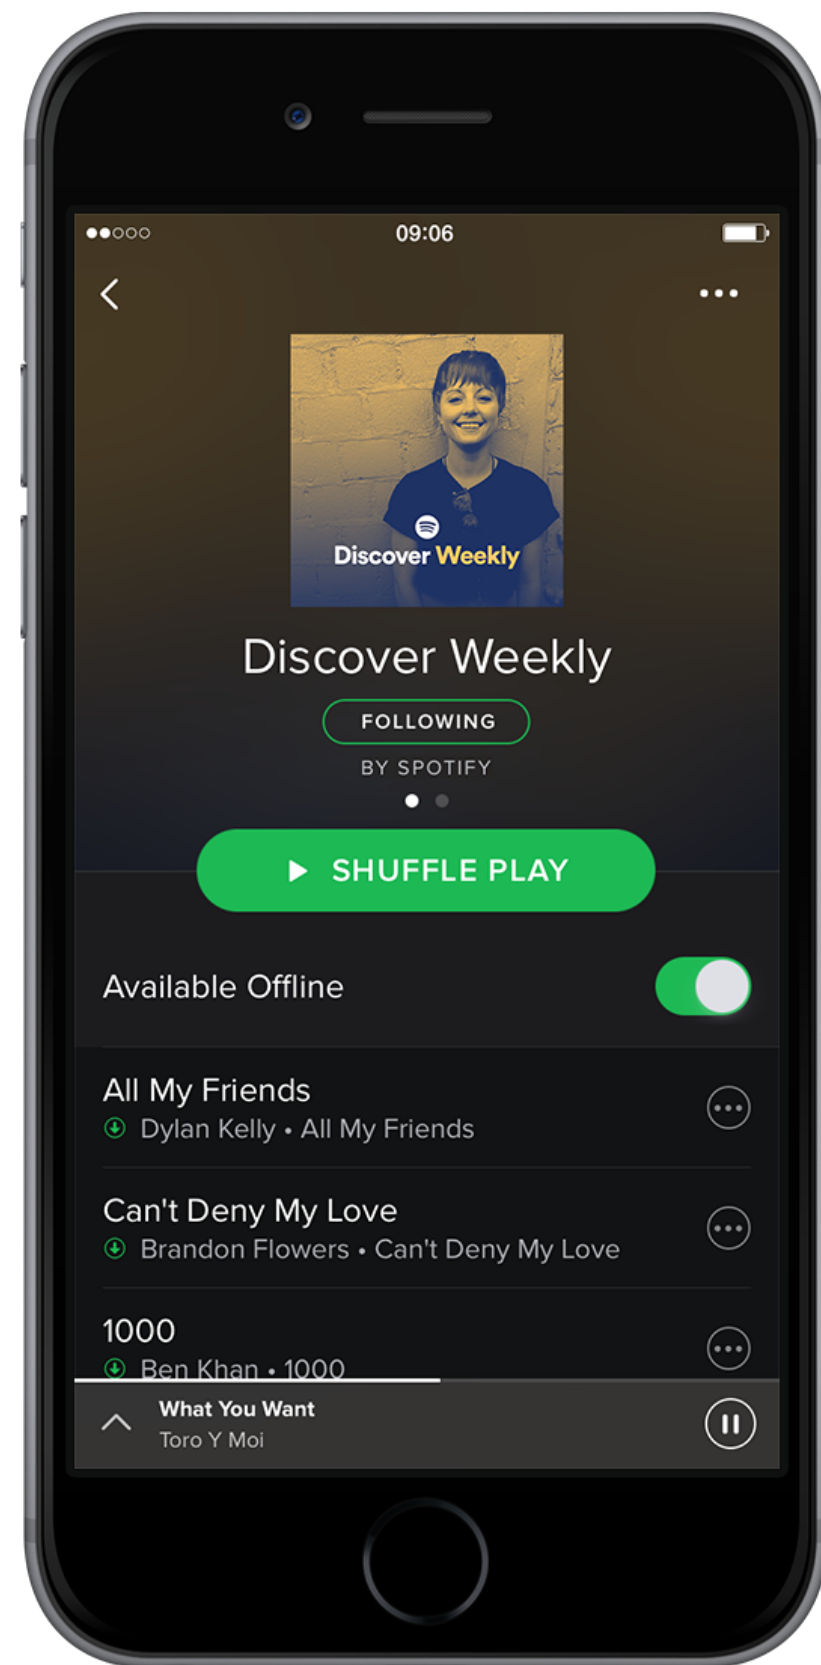 09:06
Discover Weekly
Discover Weekly
FOLLOWING
BY SPOTIFY
SHUFFLE PLAY
Available Offline
All My Friends
Dylan Kelly • All My Friends
Can't Deny My Love
Brandon Flowers • Can't Deny My Love
1000
Ben Khan • 1000
What You Want
Toro Y Moi